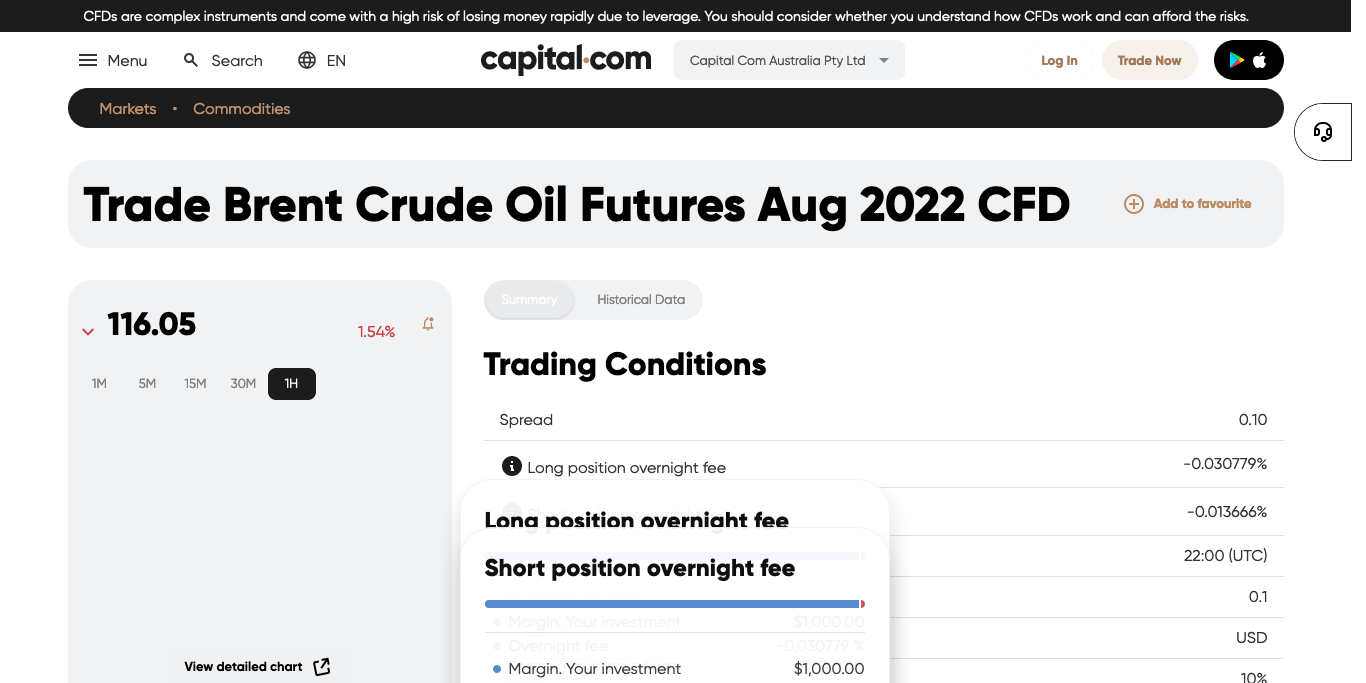 CFDs are complex instruments and come with a high risk of losing money rapidly due to leverage. You should consider whether you understand how CFDs work and can afford the risks.
Menu Search EN capital.com Capital Com Australia Pty Ltd Log In Trade Now
Markets • Commodities
Trade Brent Crude Oil Futures Aug 2022 CFD Add to favourite
116.05 1.54%
1M 5M 15M 30M 1H
View detailed chart
Summary Historical Data
Trading Conditions
Spread 0.10
Long position overnight fee -0.030779%
-0.013666%
Long position overnight fee
22:00 (UTC)
Short position overnight fee
0.1
Margin. Your investment $1,000.00
USD
Overnight fee -0.030779 %
Margin. Your investment $1,000.00
10%